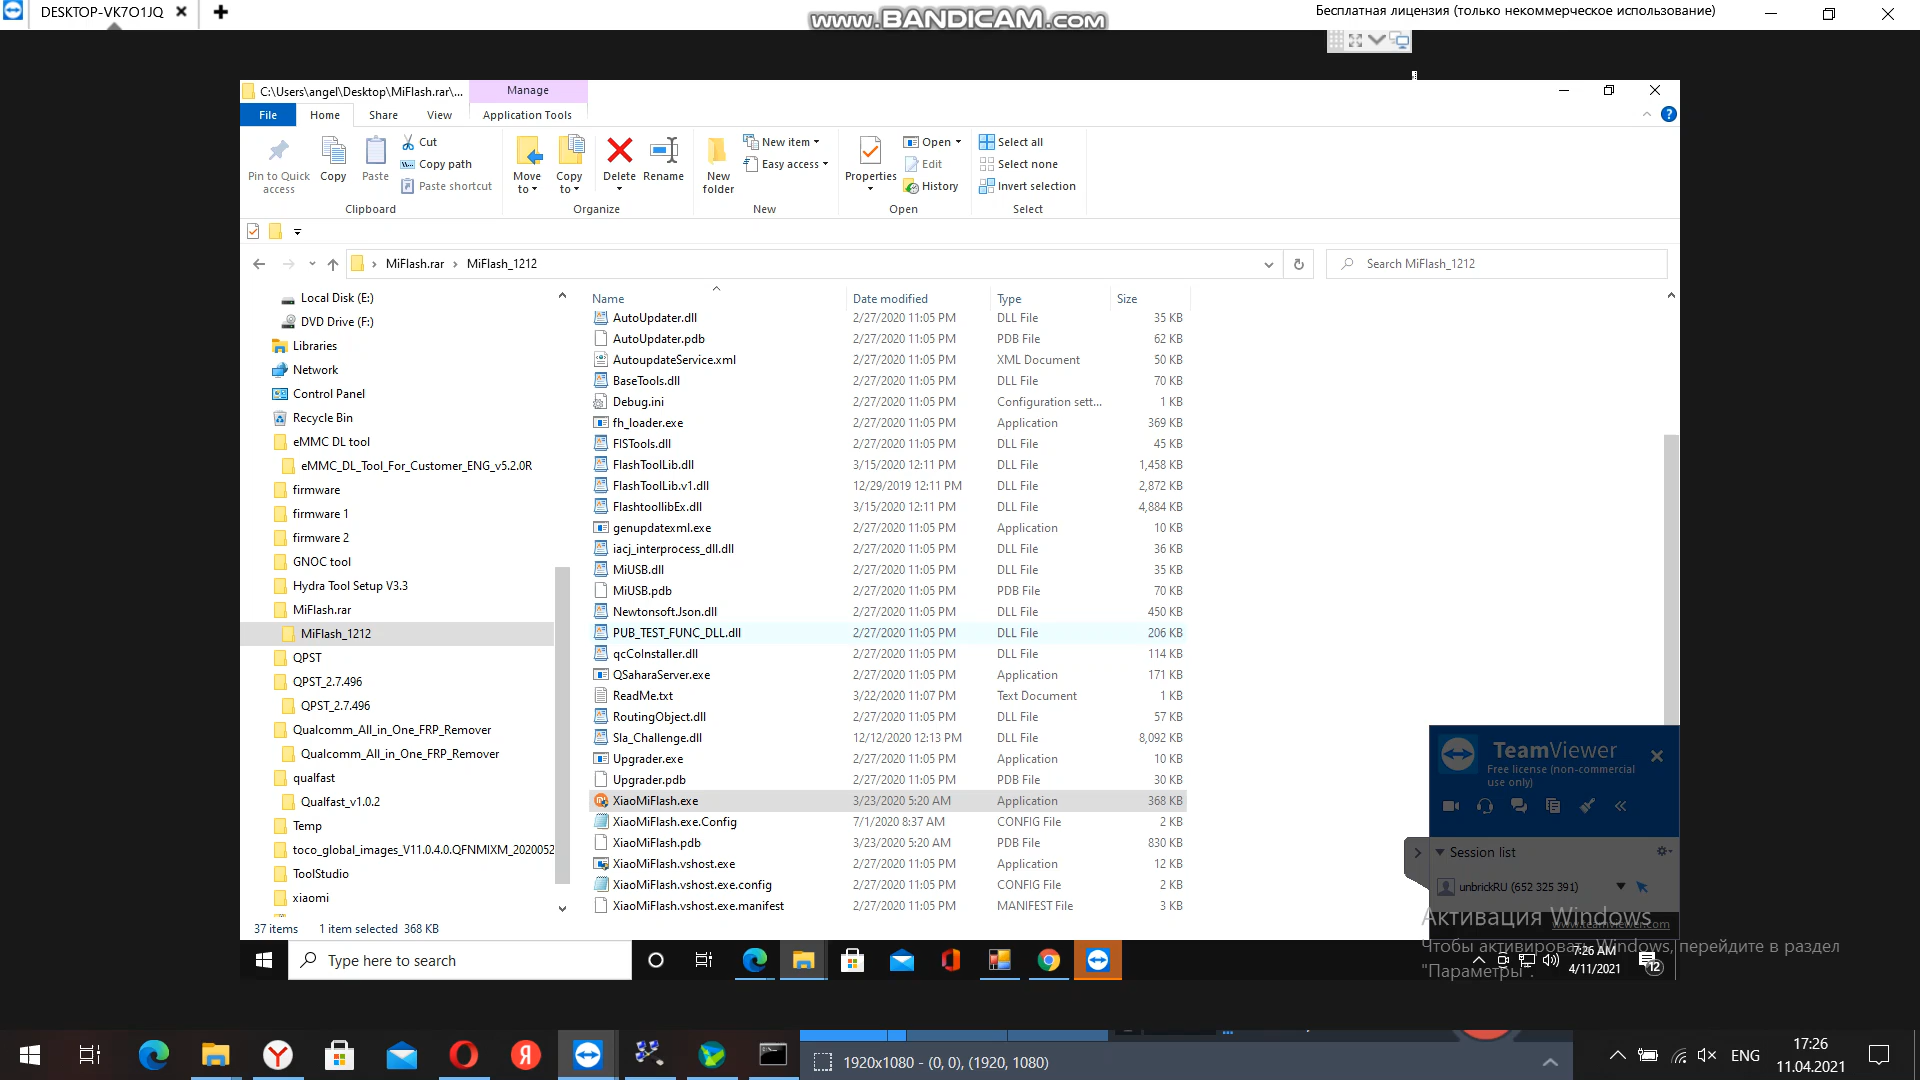 DESKTOP-VK7O1JQ
www.BANDICAM.com
Бесплатная лицензия (только некоммерческое использование)
C:\Users\angel\Desktop\MiFlash.rar\...
Manage
File
Home
Share
View
Application Tools
Pin to Quick access
Copy
Paste
Cut
Copy path
Paste shortcut
Move to
Copy to
Delete
Rename
New folder
New item
Easy access
Properties
Open
Edit
History
Select all
Select none
Invert selection
Clipboard
Organize
New
Open
Select
MiFlash.rar > MiFlash_1212
Search MiFlash_1212
Local Disk (E:)
DVD Drive (F:)
Libraries
Network
Control Panel
Recycle Bin
eMMC DL tool
eMMC_DL_Tool_For_Customer_ENG_v5.2.0R
firmware
firmware 1
firmware 2
GNOC tool
Hydra Tool Setup V3.3
MiFlash.rar
MiFlash_1212
QPST
QPST_2.7.496
QPST_2.7.496
Qualcomm_All_in_One_FRP_Remover
Qualcomm_All_in_One_FRP_Remover
qualfast
Qualfast_v1.0.2
Temp
toco_global_images_V11.0.4.0.QFNMIXM_2020052
ToolStudio
xiaomi
Name Date modified Type Size
AutoUpdater.dll 2/27/2020 11:05 PM DLL File 35 KB
AutoUpdater.pdb 2/27/2020 11:05 PM PDB File 62 KB
AutoupdateService.xml 2/27/2020 11:05 PM XML Document 50 KB
BaseTools.dll 2/27/2020 11:05 PM DLL File 70 KB
Debug.ini 2/27/2020 11:05 PM Configuration sett... 1 KB
fh_loader.exe 2/27/2020 11:05 PM Application 369 KB
FISTools.dll 2/27/2020 11:05 PM DLL File 45 KB
FlashToolLib.dll 3/15/2020 12:11 PM DLL File 1,458 KB
FlashToolLib.v1.dll 12/29/2019 12:11 PM DLL File 2,872 KB
FlashtoollibEx.dll 3/15/2020 12:11 PM DLL File 4,884 KB
genupdatexml.exe 2/27/2020 11:05 PM Application 10 KB
iacj_interprocess_dll.dll 2/27/2020 11:05 PM DLL File 36 KB
MiUSB.dll 2/27/2020 11:05 PM DLL File 35 KB
MiUSB.pdb 2/27/2020 11:05 PM PDB File 70 KB
Newtonsoft.Json.dll 2/27/2020 11:05 PM DLL File 450 KB
PUB_TEST_FUNC_DLL.dll 2/27/2020 11:05 PM DLL File 206 KB
qcCoInstaller.dll 2/27/2020 11:05 PM DLL File 114 KB
QSaharaServer.exe 2/27/2020 11:05 PM Application 171 KB
ReadMe.txt 3/22/2020 11:07 PM Text Document 1 KB
RoutingObject.dll 2/27/2020 11:05 PM DLL File 57 KB
Sla_Challenge.dll 12/12/2020 12:13 PM DLL File 8,092 KB
Upgrader.exe 2/27/2020 11:05 PM Application 10 KB
Upgrader.pdb 2/27/2020 11:05 PM PDB File 30 KB
XiaoMiFlash.exe 3/23/2020 5:20 AM Application 368 KB
XiaoMiFlash.exe.Config 7/1/2020 8:37 AM CONFIG File 2 KB
XiaoMiFlash.pdb 3/23/2020 5:20 AM PDB File 830 KB
XiaoMiFlash.vshost.exe 2/27/2020 11:05 PM Application 12 KB
XiaoMiFlash.vshost.exe.config 2/27/2020 11:05 PM CONFIG File 2 KB
XiaoMiFlash.vshost.exe.manifest 2/27/2020 11:05 PM MANIFEST File 3 KB
37 items 1 item selected 368 KB
TeamViewer
Free license (non-commercial
use only)
Session list
unbrickRU (652 325 391)
www.teamviewer.com
Активация Windows
Чтобы активировать Windows, перейдите в раздел
"Параметры".
Type here to search
7:26 AM
4/11/2021
12
1920x1080 - (0, 0), (1920, 1080)
ENG
17:26
11.04.2021